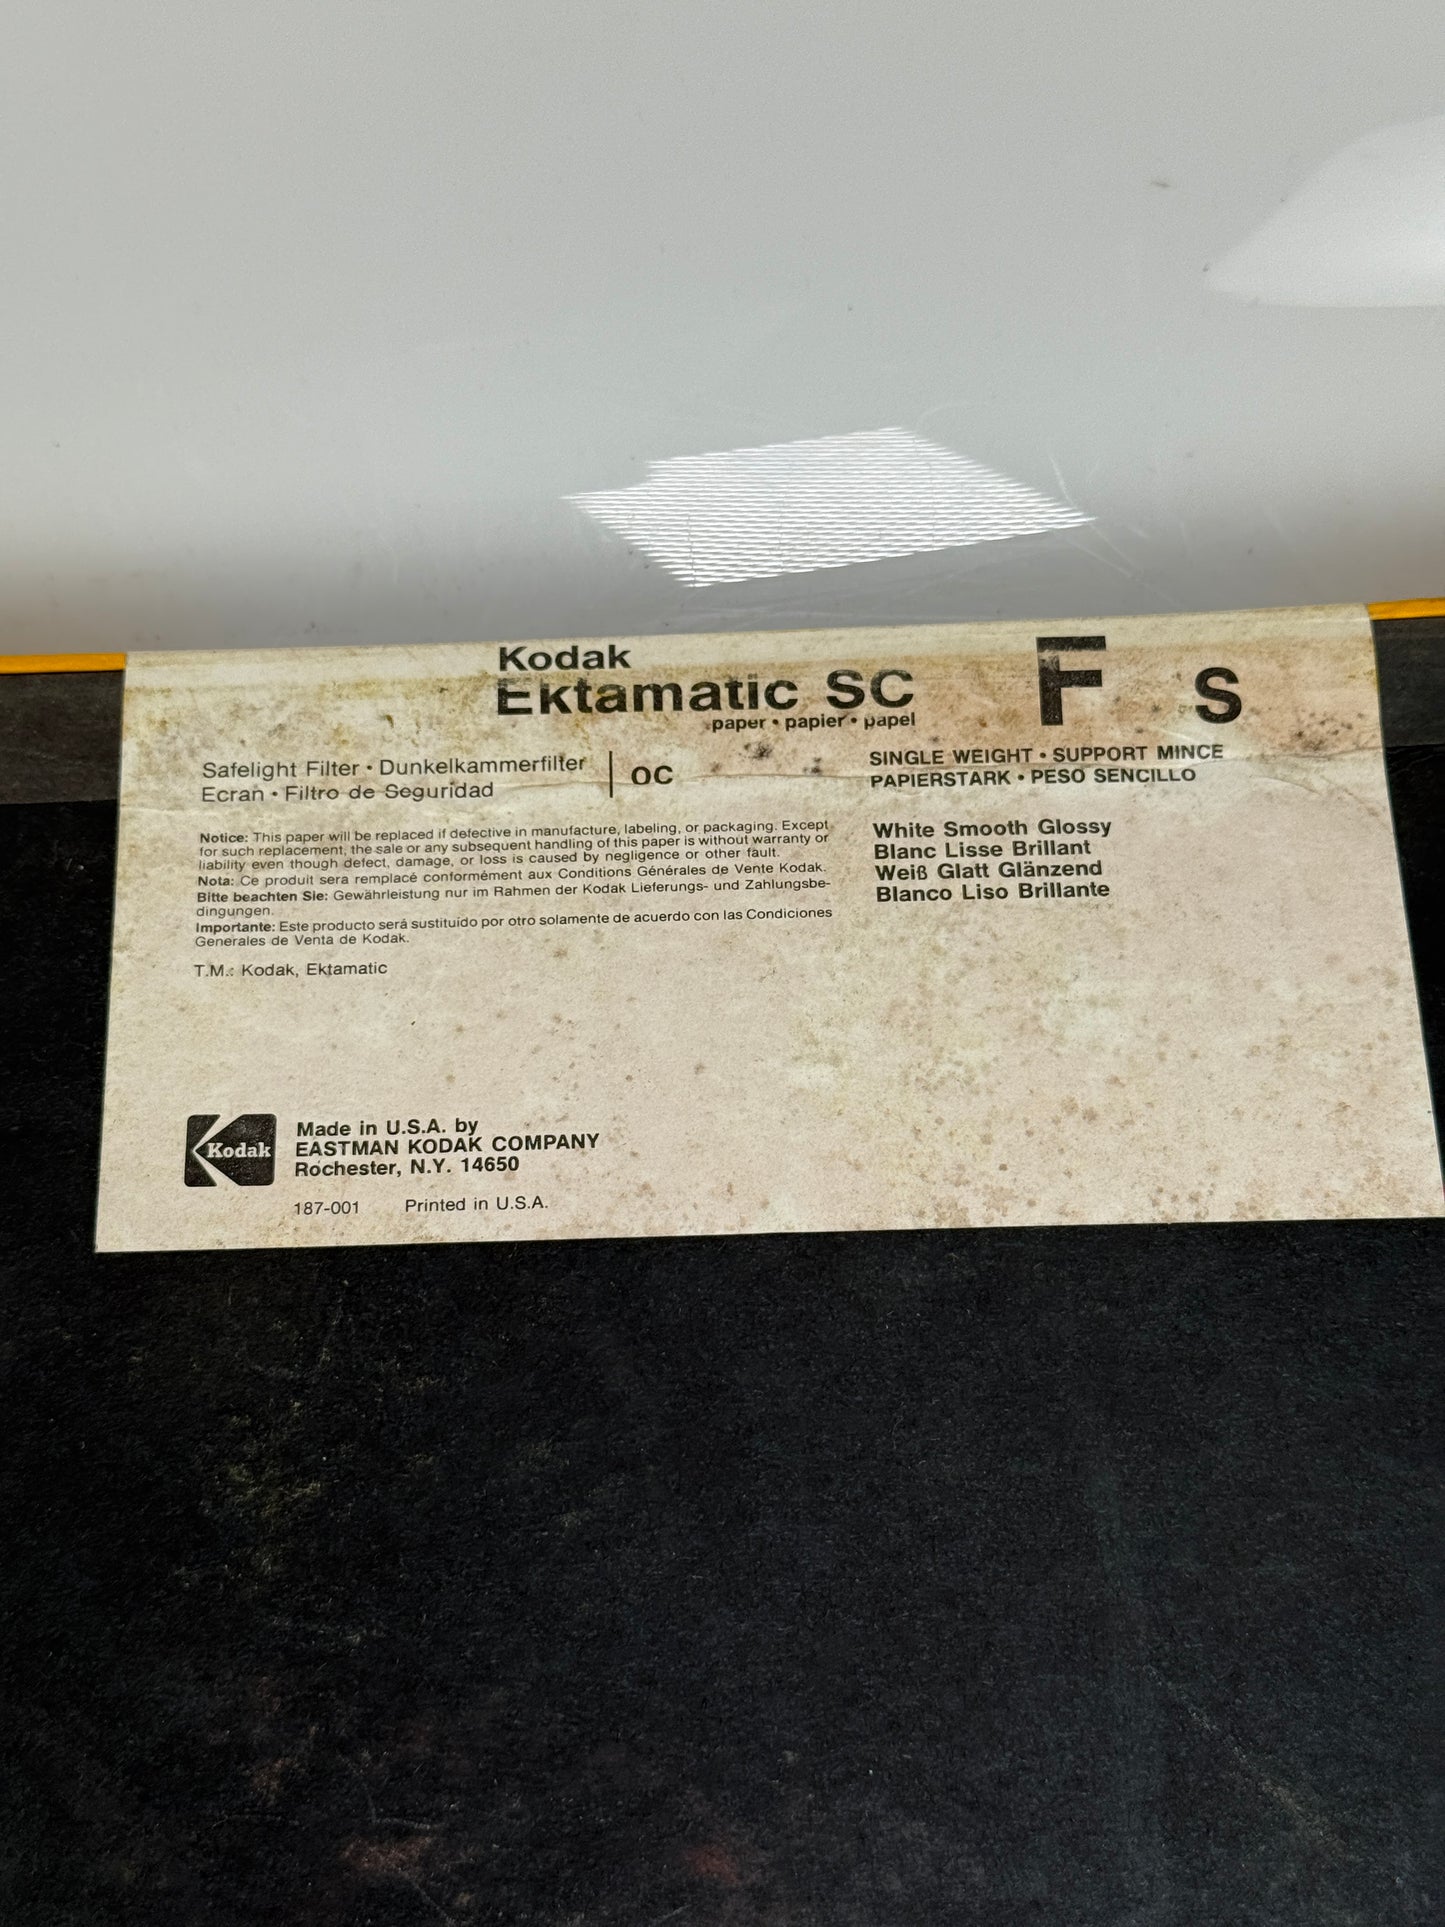 Kodak
Ektamatic SC
paper • papier • papel
F S
Safelight Filter • Dunkelkammerfilter
Ecran • Filtro de Seguridad
OC
SINGLE WEIGHT • SUPPORT MINCE
PAPIERSTARK • PESO SENCILLO
Notice: This paper will be replaced if defective in manufacture, labeling, or packaging. Except
for such replacement, the sale or any subsequent handling of this paper is without warranty or
liability even though defect, damage, or loss is caused by negligence or other fault.
Nota: Ce produit sera remplacé conformément aux Conditions Générales de Vente Kodak.
Bitte beachten Sie: Gewährleistung nur im Rahmen der Kodak Lieferungs- und Zahlungsbe-
dingungen.
Importante: Este producto será sustituído por otro solamente de acuerdo con las Condiciones
Generales de Venta de Kodak.
T.M.: Kodak, Ektamatic
White Smooth Glossy
Blanc Lisse Brillant
Weiß Glatt Glänzend
Blanco Liso Brillante
Kodak
Made in U.S.A. by
EASTMAN KODAK COMPANY
Rochester, N.Y. 14650
187-001 Printed in U.S.A.